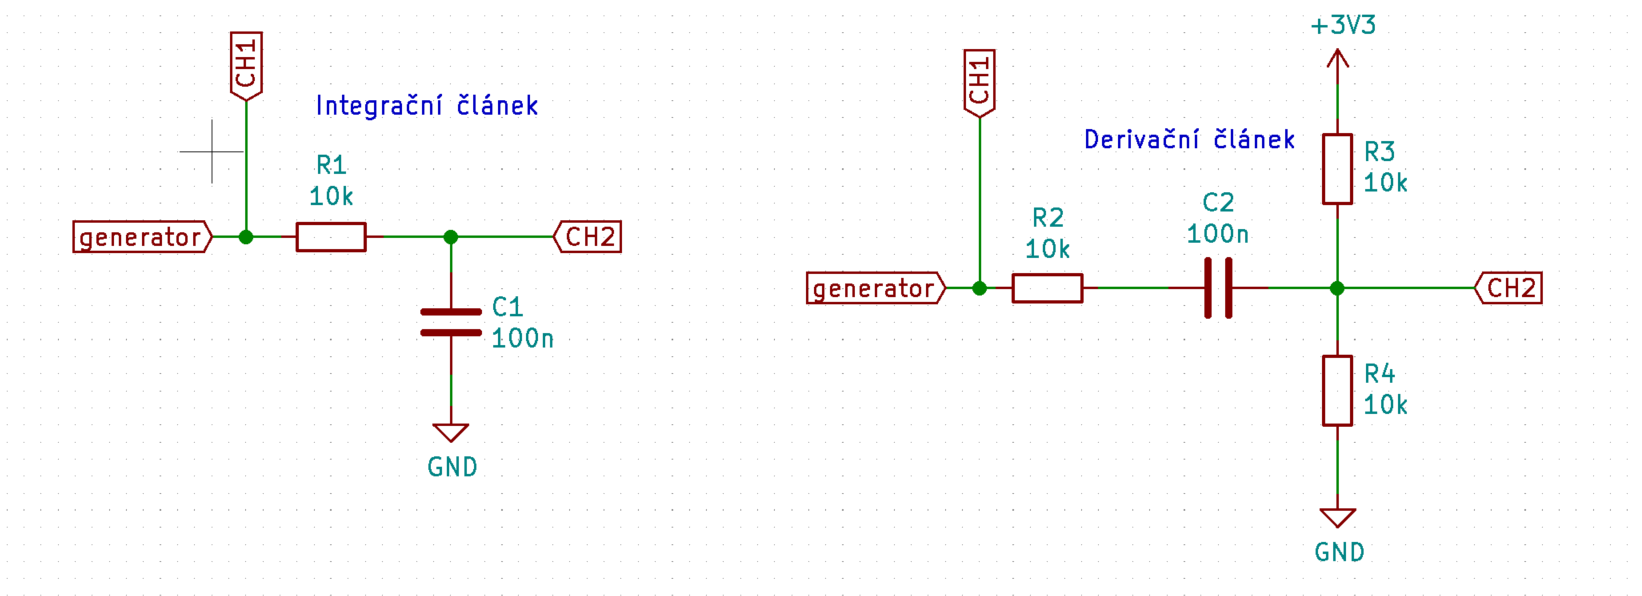 CH1
Integrační článek
R1
10k
generator
CH2
C1
100n
GND
+3V3
CH1
Derivační článek
R3
10k
C2
100n
R2
10k
generator
CH2
R4
10k
GND